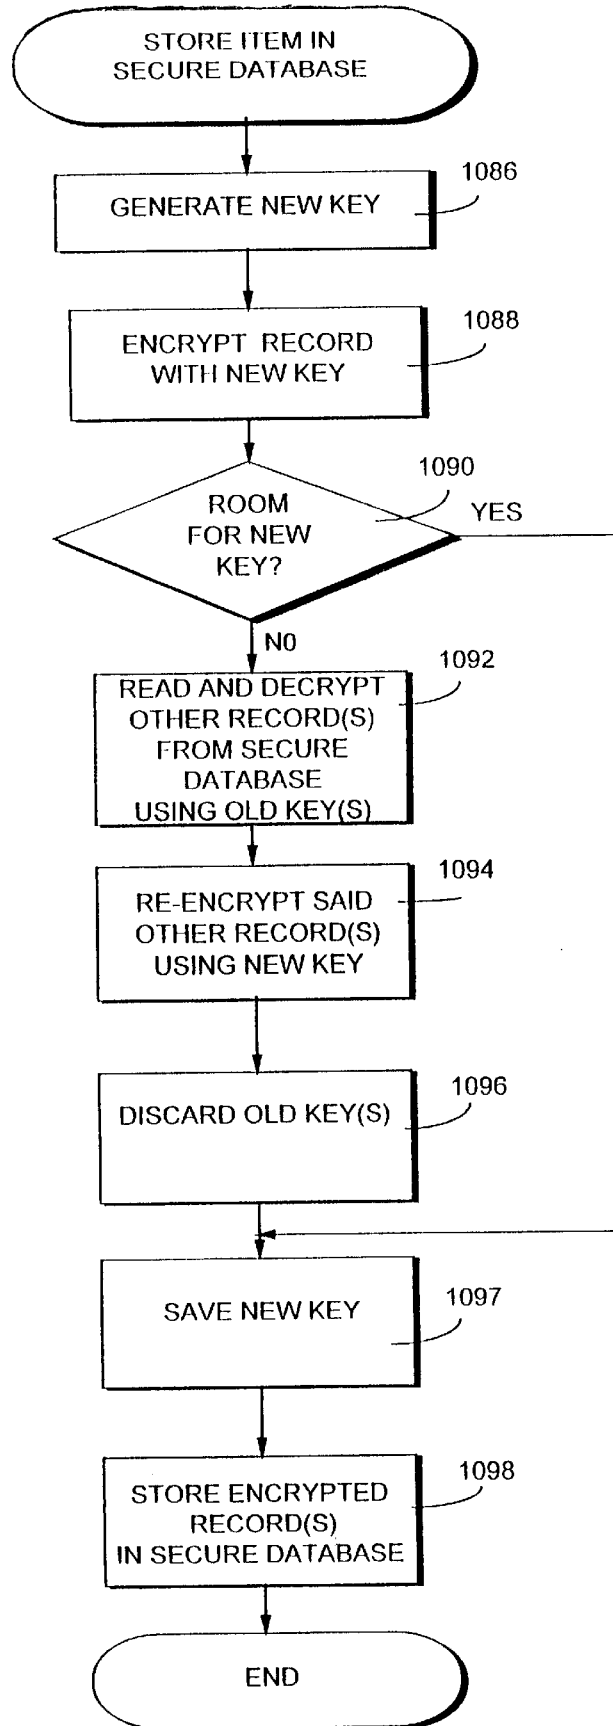 STORE ITEM IN
SECURE DATABASE
1086
GENERATE NEW KEY
1088
ENCRYPT RECORD
WITH NEW KEY
1090
ROOM
FOR NEW
KEY?
YES
NO
1092
READ AND DECRYPT
OTHER RECORD(S)
FROM SECURE
DATABASE
USING OLD KEY(S)
1094
RE-ENCRYPT SAID
OTHER RECORD(S)
USING NEW KEY
1096
DISCARD OLD KEY(S)
1097
SAVE NEW KEY
1098
STORE ENCRYPTED
RECORD(S)
IN SECURE DATABASE
END